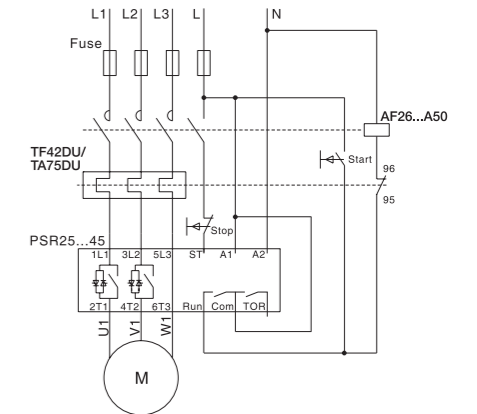 L1 L2 L3 L N
Fuse
AF26...A50
TF42DU/
TA75DU
Start
96
95
Stop
PSR25...45
1L1 3L2 5L3 ST A1 A2
2T1 4T2 6T3 Run Com TOR
U1 V1 W1
M